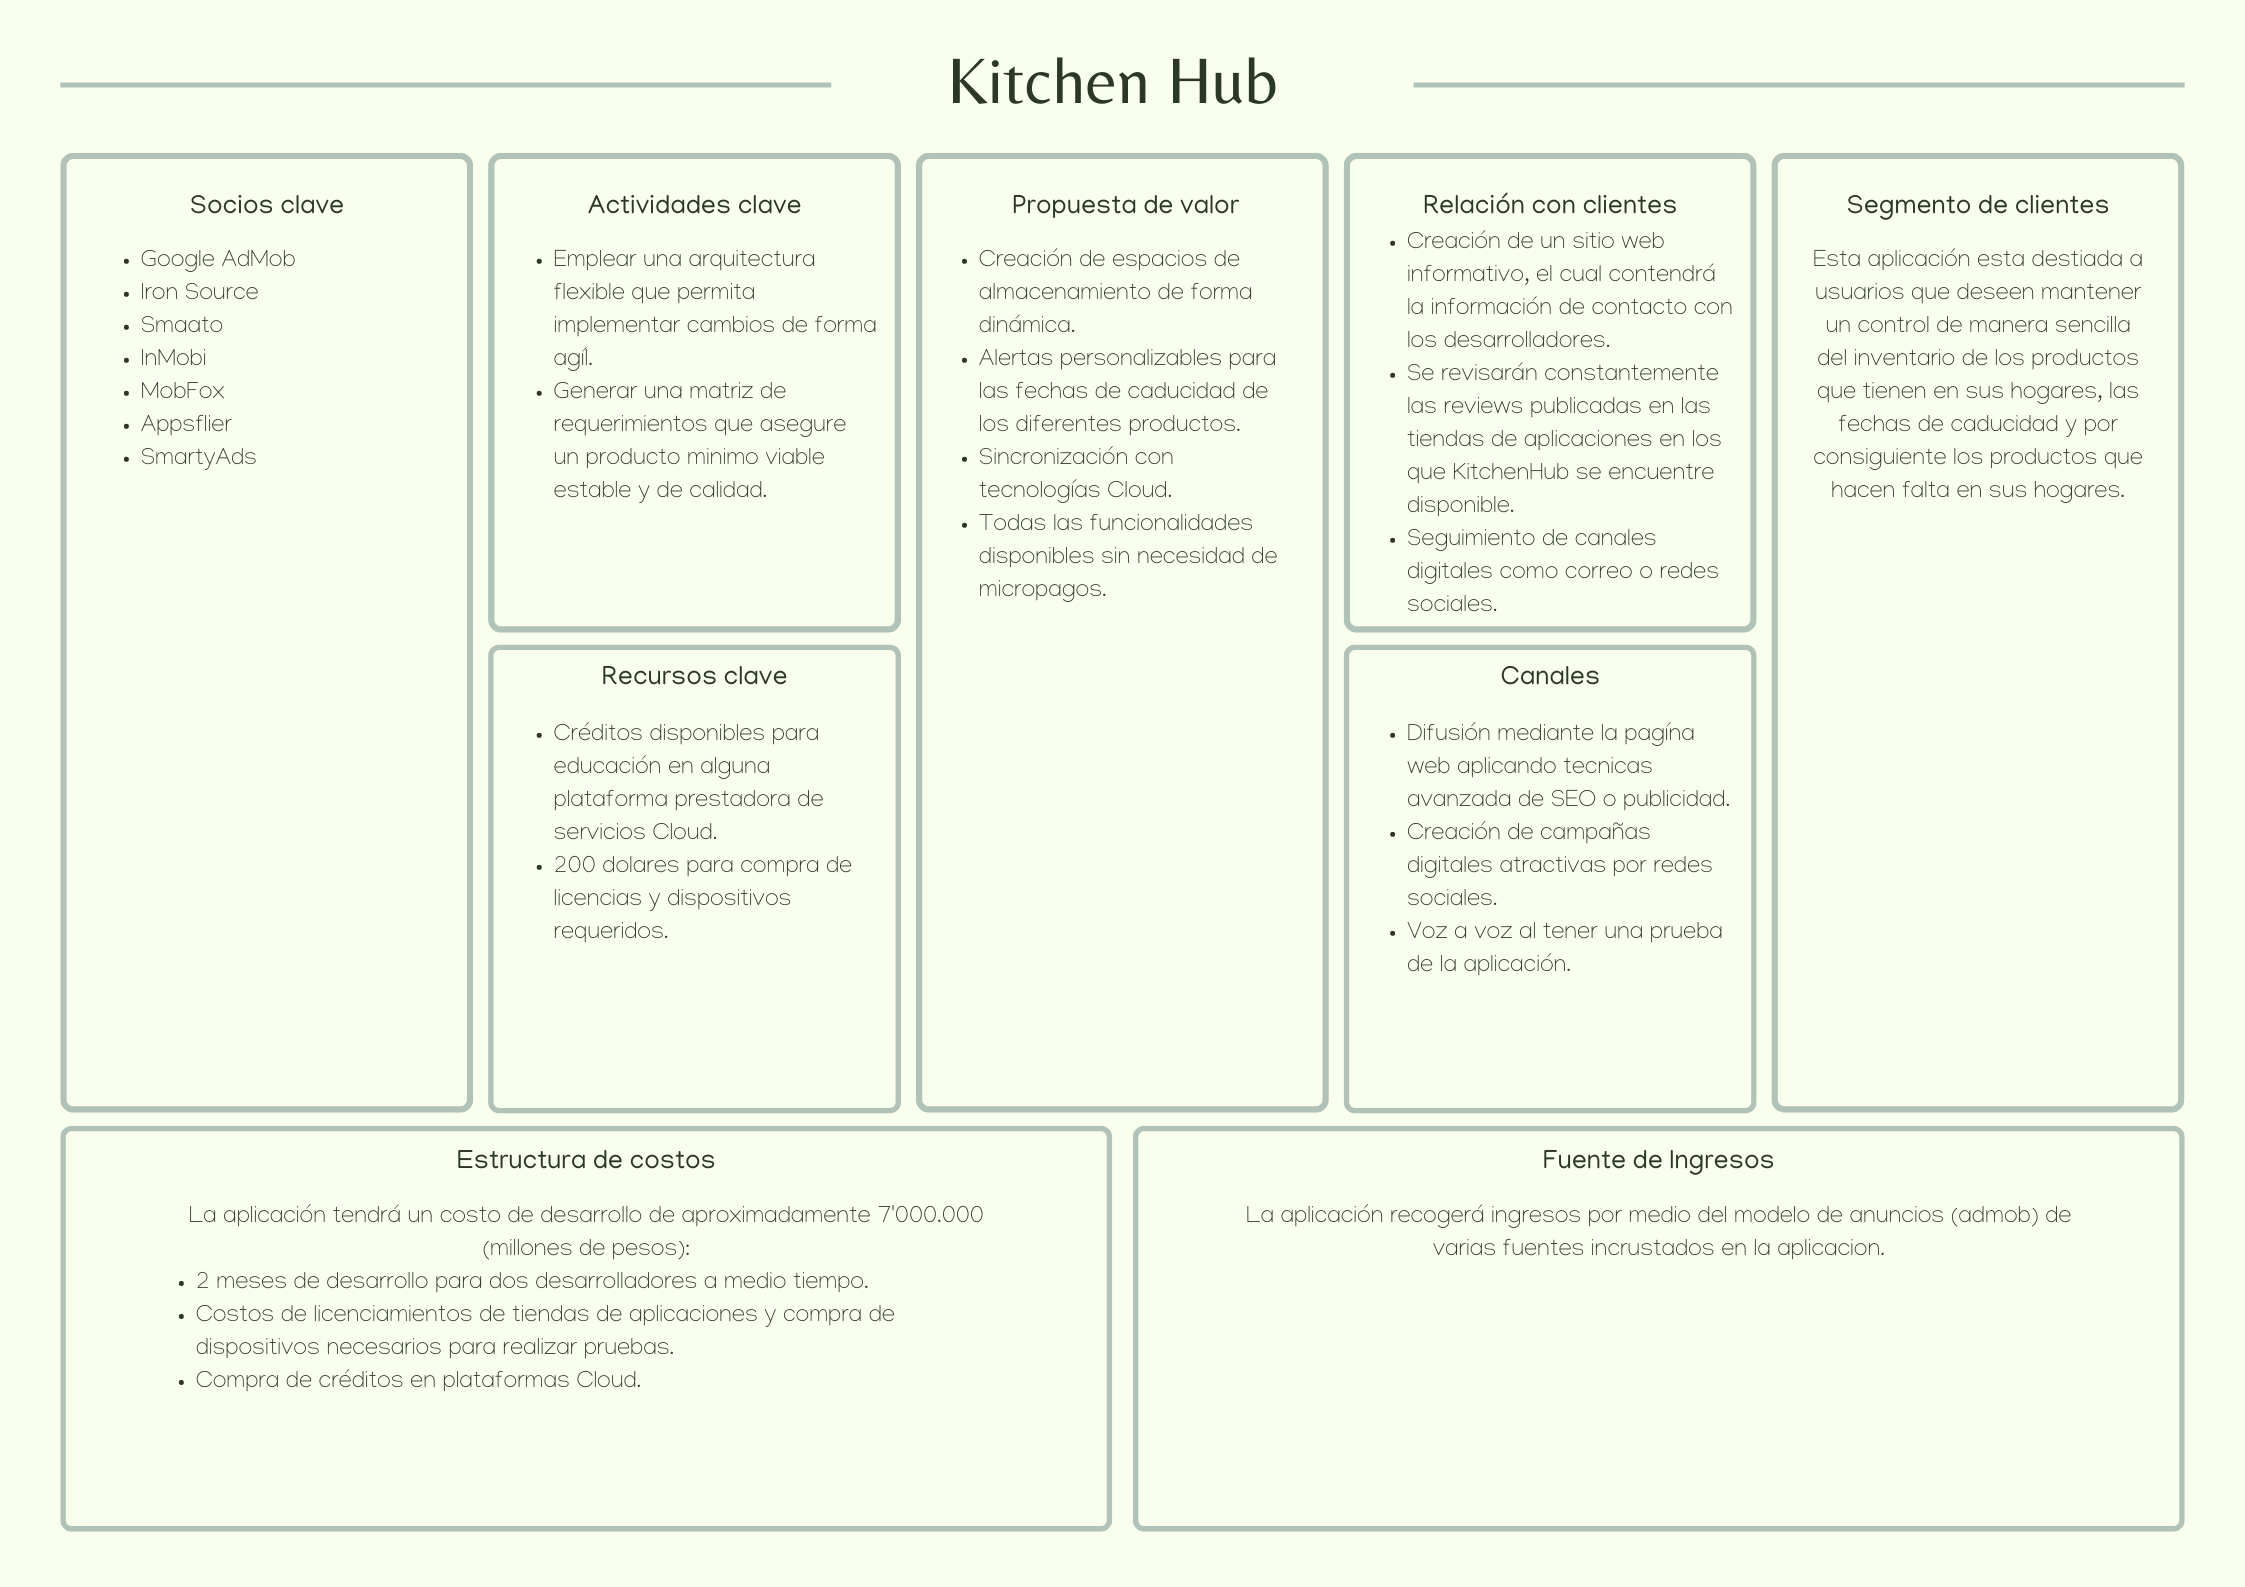 Kitchen Hub
Socios clave
• Google AdMob
• Iron Source
• Smaato
• InMobi
• MobFox
• Appsflier
• SmartyAds
Actividades clave
• Emplear una arquitectura
flexible que permita
implementar cambios de forma
agíl.
• Generar una matriz de
requerimientos que asegure
un producto minimo viable
estable y de calidad.
Recursos clave
• Créditos disponibles para
educación en alguna
plataforma prestadora de
servicios Cloud.
• 200 dolares para compra de
licencias y dispositivos
requeridos.
Propuesta de valor
• Creación de espacios de
almacenamiento de forma
dinámica.
• Alertas personalizables para
las fechas de caducidad de
los diferentes productos.
• Sincronización con
tecnologías Cloud.
• Todas las funcionalidades
disponibles sin necesidad de
micropagos.
Relación con clientes
• Creación de un sitio web
informativo, el cual contendrá
la información de contacto con
los desarrolladores.
• Se revisarán constantemente
las reviews publicadas en las
tiendas de aplicaciones en los
que KitchenHub se encuentre
disponible.
• Seguimiento de canales
digitales como correo o redes
sociales.
Canales
• Difusión mediante la pagína
web aplicando tecnicas
avanzada de SEO o publicidad.
• Creación de campañas
digitales atractivas por redes
sociales.
• Voz a voz al tener una prueba
de la aplicación.
Segmento de clientes
Esta aplicación esta destiada a
usuarios que deseen mantener
un control de manera sencilla
del inventario de los productos
que tienen en sus hogares, las
fechas de caducidad y por
consiguiente los productos que
hacen falta en sus hogares.
Estructura de costos
La aplicación tendrá un costo de desarrollo de aproximadamente 7'000.000
(millones de pesos):
• 2 meses de desarrollo para dos desarrolladores a medio tiempo.
• Costos de licenciamientos de tiendas de aplicaciones y compra de
dispositivos necesarios para realizar pruebas.
• Compra de créditos en plataformas Cloud.
Fuente de Ingresos
La aplicación recogerá ingresos por medio del modelo de anuncios (admob) de
varias fuentes incrustados en la aplicacion.